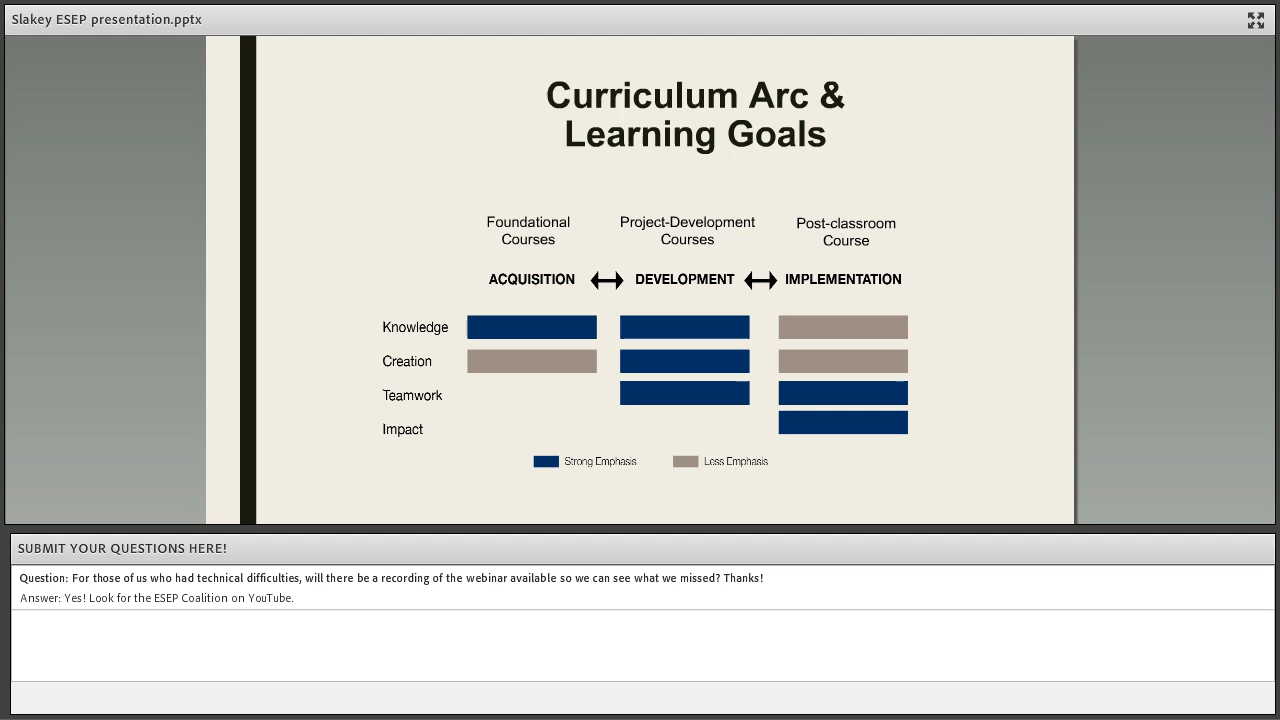 Slakey ESEP presentation.pptx
Curriculum Arc &
Learning Goals
Foundational
Courses
Project-Development
Courses
Post-classroom
Course
ACQUISITION
DEVELOPMENT
IMPLEMENTATION
Knowledge
Creation
Teamwork
Impact
Strong Emphasis
Less Emphasis
SUBMIT YOUR QUESTIONS HERE!
Question: For those of us who had technical difficulties, will there be a recording of the webinar available so we can see what we missed? Thanks!
Answer: Yes! Look for the ESEP Coalition on YouTube.